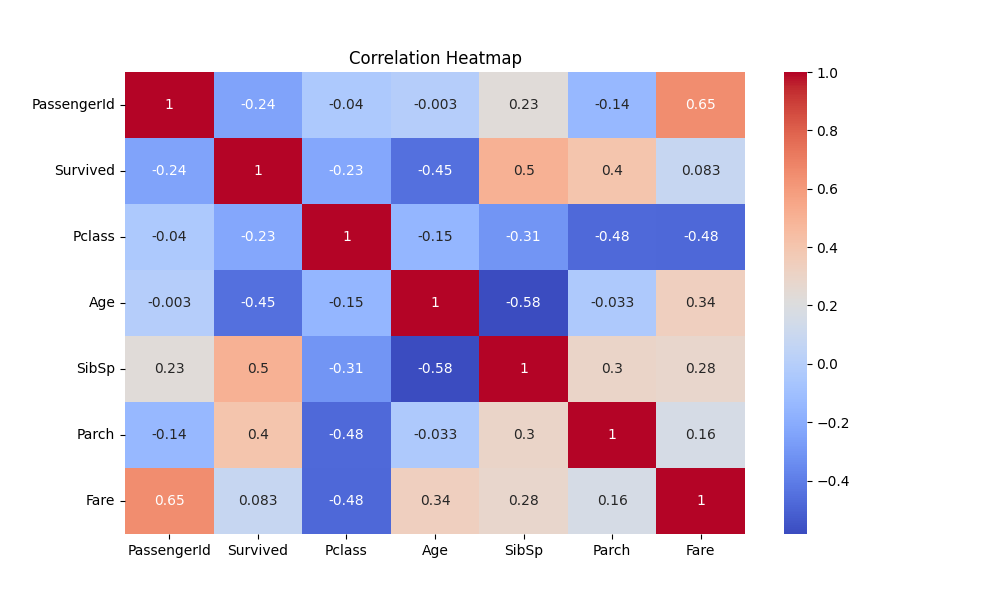 Correlation Heatmap
PassengerId 1 -0.24 -0.04 -0.003 0.23 -0.14 0.65
Survived -0.24 1 -0.23 -0.45 0.5 0.4 0.083
Pclass -0.04 -0.23 1 -0.15 -0.31 -0.48 -0.48
Age -0.003 -0.45 -0.15 1 -0.58 -0.033 0.34
SibSp 0.23 0.5 -0.31 -0.58 1 0.3 0.28
Parch -0.14 0.4 -0.48 -0.033 0.3 1 0.16
Fare 0.65 0.083 -0.48 0.34 0.28 0.16 1
PassengerId Survived Pclass Age SibSp Parch Fare
1.0
0.8
0.6
0.4
0.2
0.0
−0.2
−0.4